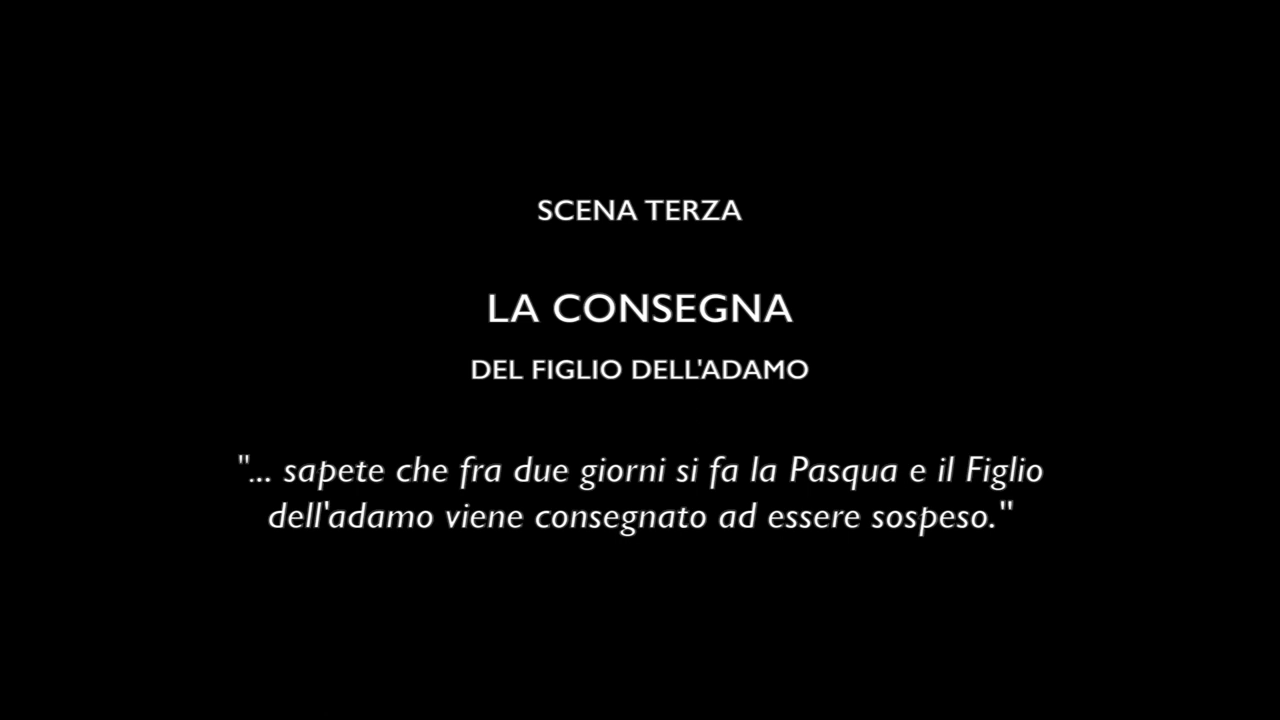 SCENA TERZA
LA CONSEGNA
DEL FIGLIO DELL'ADAMO
"... sapete che fra due giorni si fa la Pasqua e il Figlio
dell'adamo viene consegnato ad essere sospeso."